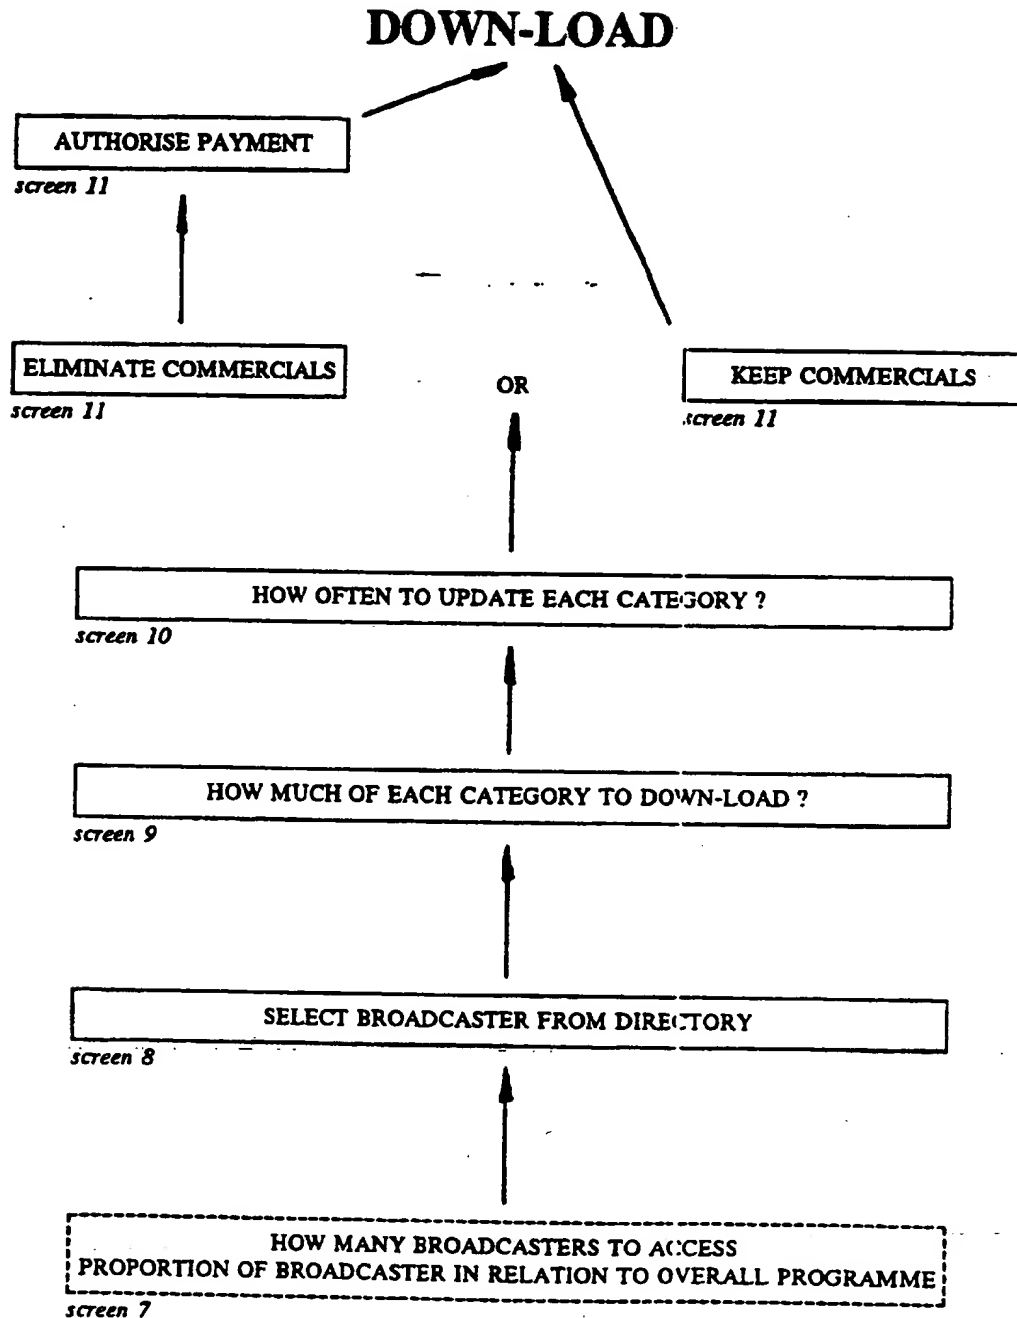 DOWN-LOAD
AUTHORISE PAYMENT
screen 11
ELIMINATE COMMERCIALS
screen 11
OR
KEEP COMMERCIALS
screen 11
HOW OFTEN TO UPDATE EACH CATEGORY ?
screen 10
HOW MUCH OF EACH CATEGORY TO DOWN-LOAD ?
screen 9
SELECT BROADCASTER FROM DIRECTORY
screen 8
HOW MANY BROADCASTERS TO ACCESS
PROPORTION OF BROADCASTER IN RELATION TO OVERALL PROGRAMME
screen 7